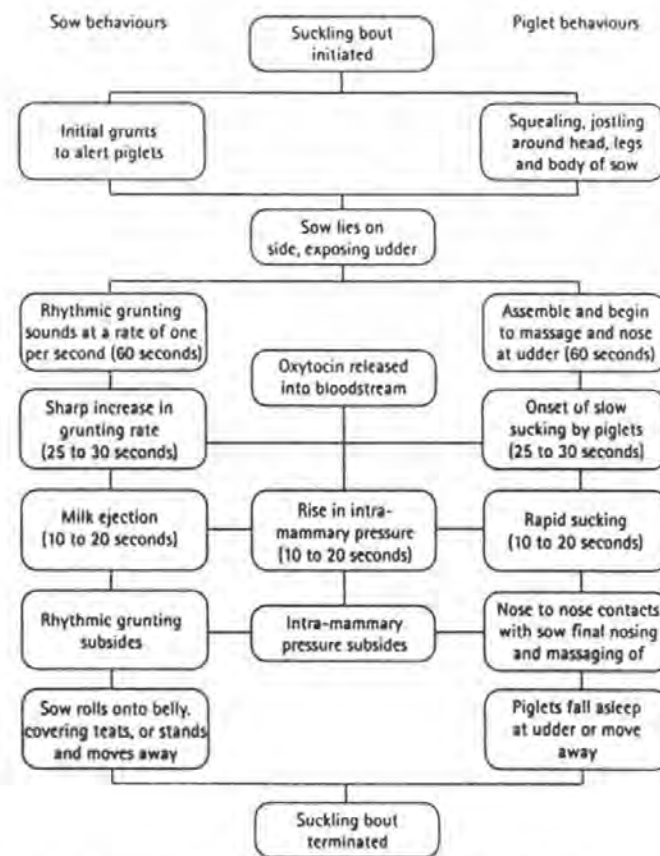 Sow behaviours
Piglet behaviours
Suckling bout
initiated
Initial grunts
to alert piglets
Squealing, jostling
around head, legs
and body of sow
Sow lies on
side, exposing udder
Rhythmic grunting
sounds at a rate of one
per second (60 seconds)
Assemble and begin
to massage and nose
at udder (60 seconds)
Oxytocin released
into bloodstream
Sharp increase in
grunting rate
(25 to 30 seconds)
Onset of slow
sucking by piglets
(25 to 30 seconds)
Milk ejection
(10 to 20 seconds)
Rise in intra-
mammary pressure
(10 to 20 seconds)
Rapid sucking
(10 to 20 seconds)
Rhythmic grunting
subsides
Intra-mammary
pressure subsides
Nose to nose contacts
with sow final nosing
and massaging of
Sow rolls onto belly,
covering teats, or stands
and moves away
Piglets fall asleep
at udder or move
away
Suckling bout
terminated